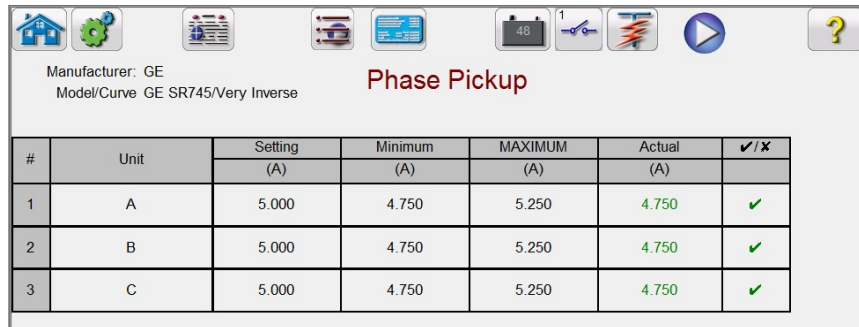 48
1
?
Manufacturer: GE
Model/Curve GE SR745/Very Inverse
Phase Pickup
# Unit Setting Minimum MAXIMUM Actual ✔/✘
(A) (A) (A) (A)
1 A 5.000 4.750 5.250 4.750 ✔
2 B 5.000 4.750 5.250 4.750 ✔
3 C 5.000 4.750 5.250 4.750 ✔